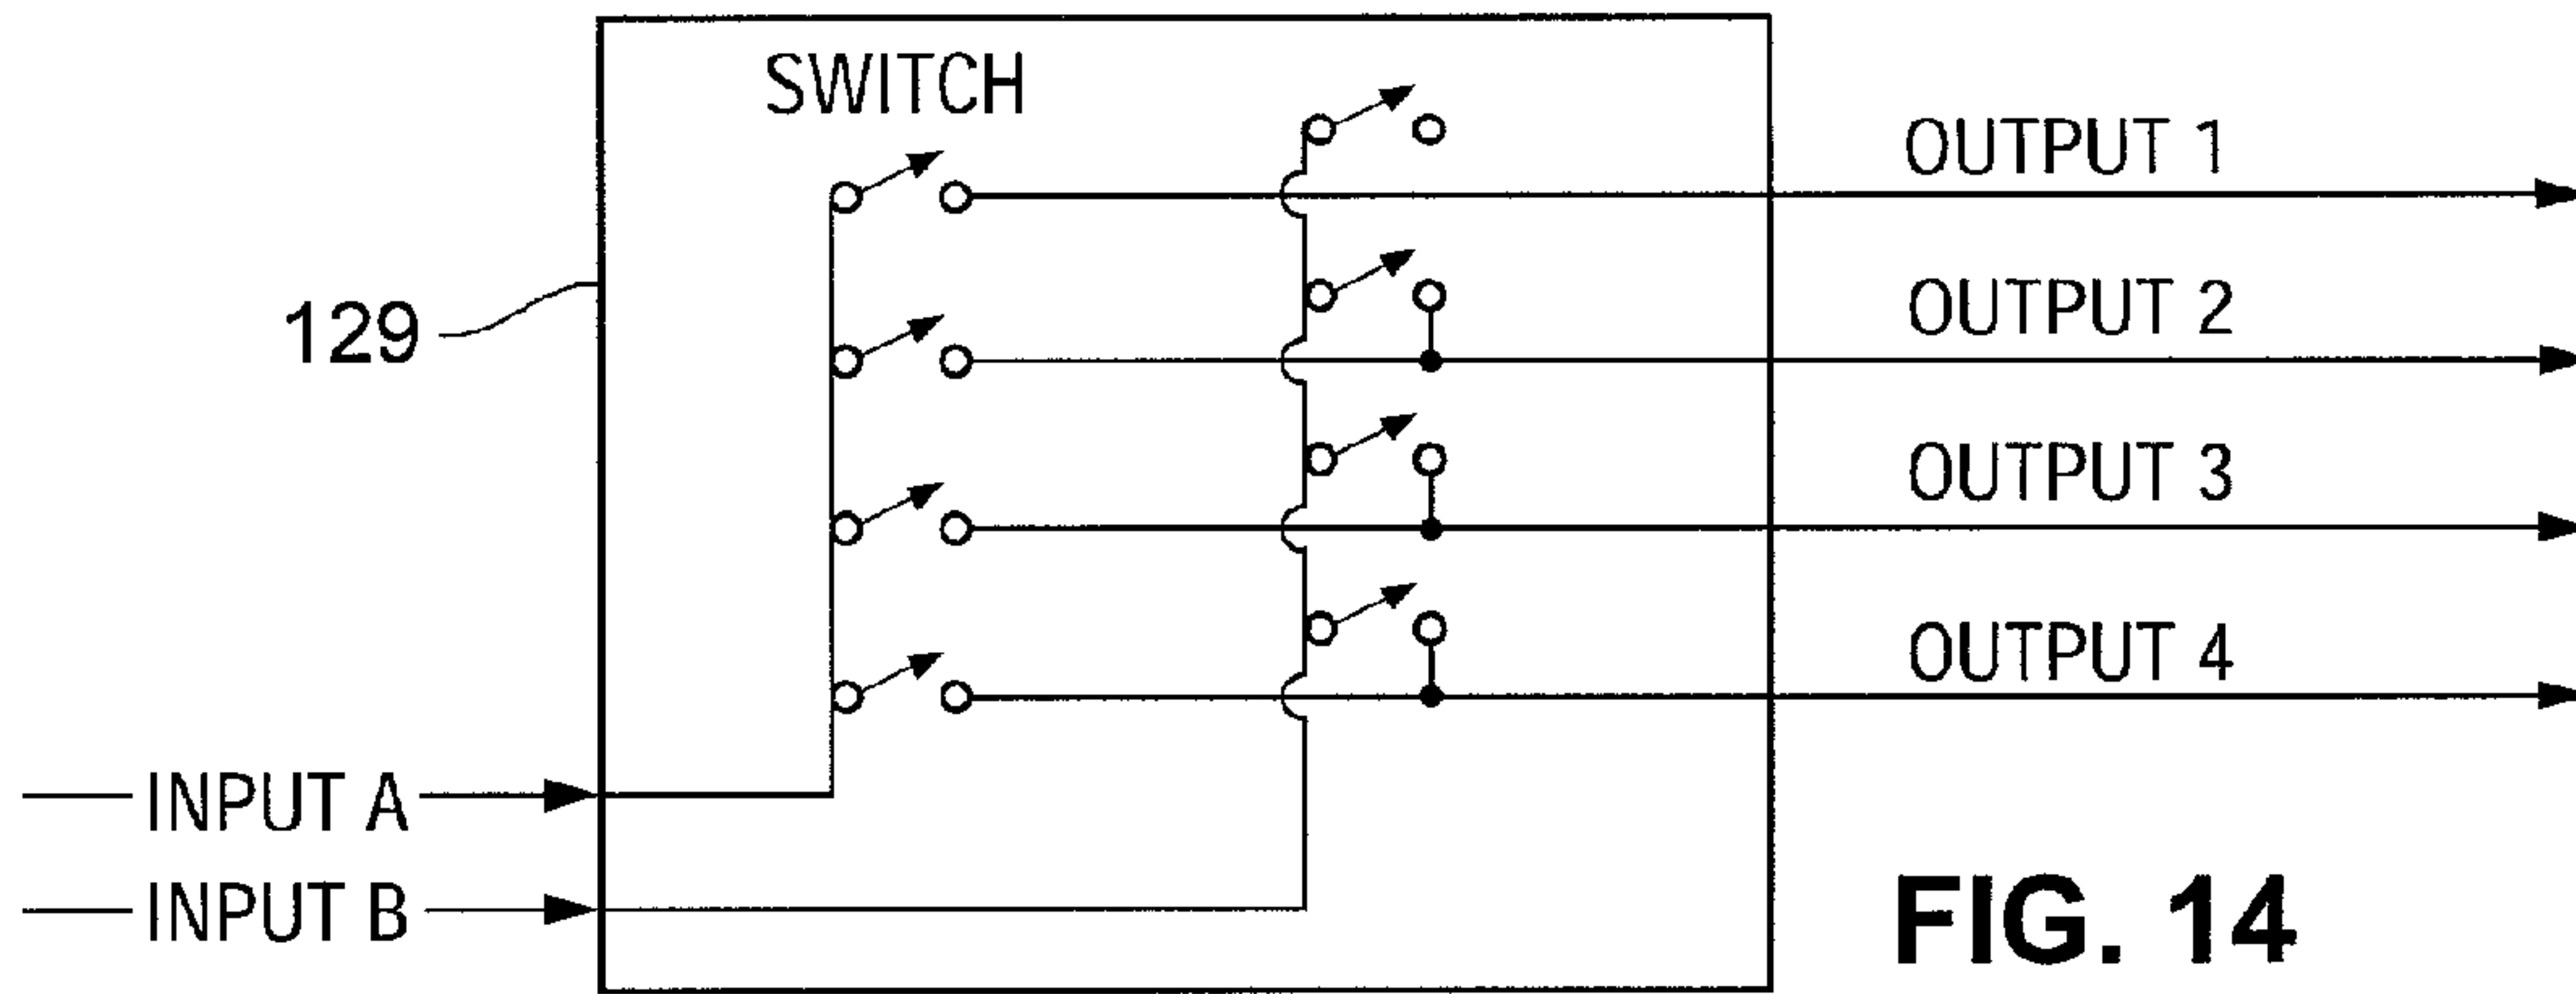 SWITCH
OUTPUT 1
129
OUTPUT 2
OUTPUT 3
OUTPUT 4
INPUT A
INPUT B
FIG. 14